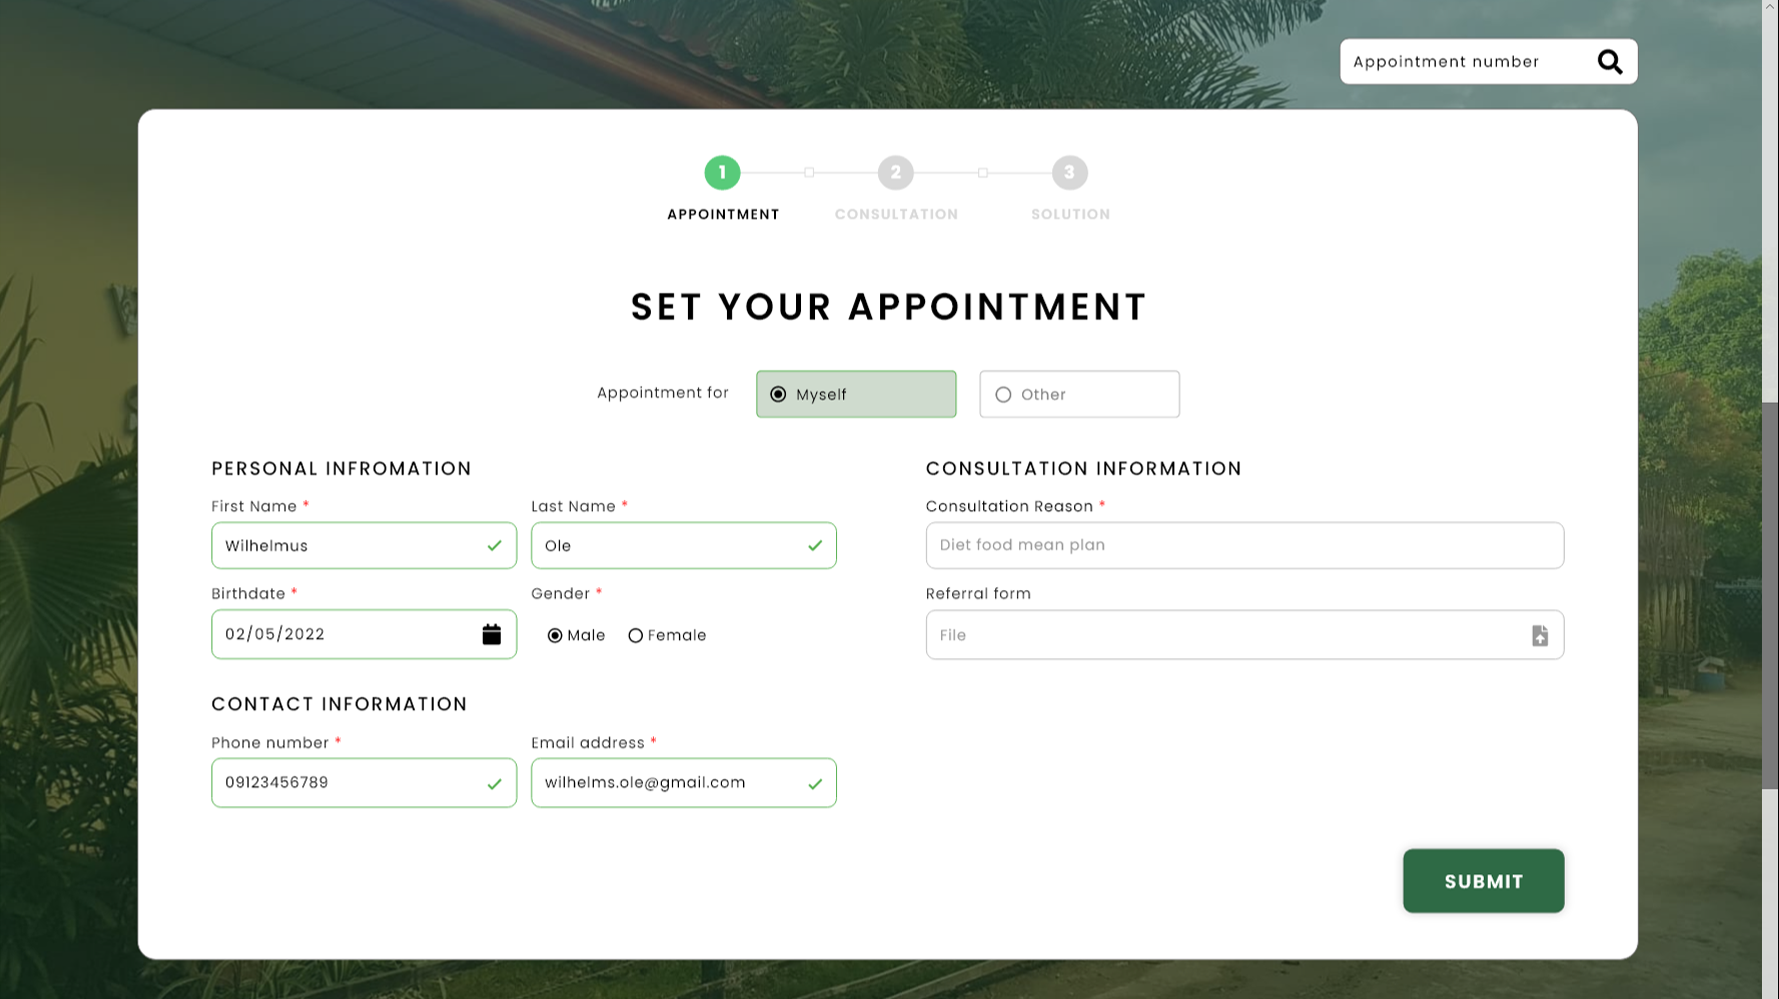 Appointment number
1 2 3
APPOINTMENT CONSULTATION SOLUTION
SET YOUR APPOINTMENT
Appointment for Myself Other
PERSONAL INFROMATION
First Name * Last Name *
Wilhelmus Ole
Birthdate * Gender *
02/05/2022 Male Female
CONTACT INFORMATION
Phone number * Email address *
09123456789 wilhelms.ole@gmail.com
CONSULTATION INFORMATION
Consultation Reason *
Diet food mean plan
Referral form
File
SUBMIT